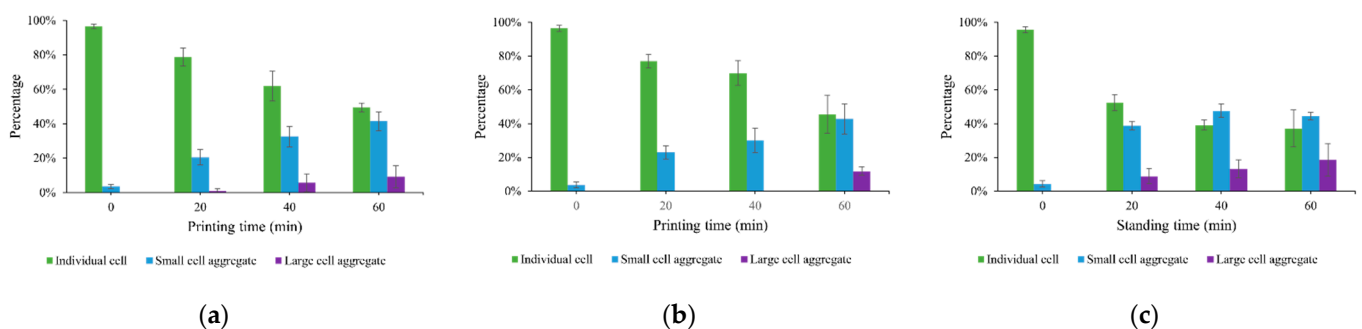 100%
80%
60%
40%
20%
0%
Percentage
0 20 40 60
Printing time (min)
Individual cell Small cell aggregate Large cell aggregate
(a)
100%
80%
60%
40%
20%
0%
Percentage
0 20 40 60
Printing time (min)
Individual cell Small cell aggregate Large cell aggregate
(b)
100%
80%
60%
40%
20%
0%
Percentage
0 20 40 60
Standing time (min)
Individual cell Small cell aggregate Large cell aggregate
(c)